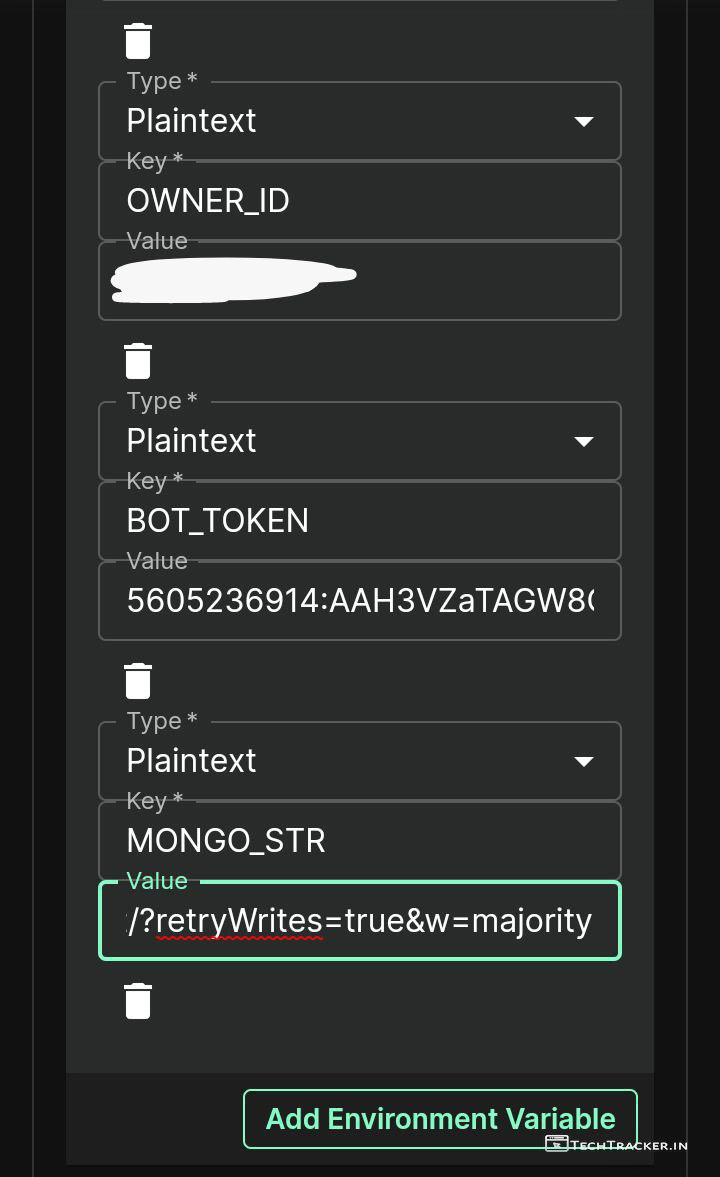 Type *
Plaintext
Key *
OWNER_ID
Value
Type *
Plaintext
Key *
BOT_TOKEN
Value
5605236914:AAH3VZaTAGW8
Type *
Plaintext
Key *
MONGO_STR
Value
/?retryWrites=true&w=majority
Add Environment Variable
TECHTRACKER.IN